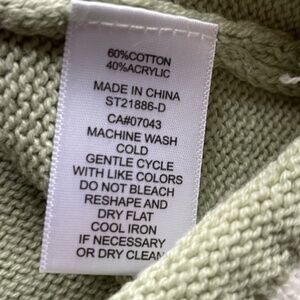 60%COTTON
40%ACRYLIC
MADE IN CHINA
ST21886-D
CA#07043
MACHINE WASH
COLD
GENTLE CYCLE
WITH LIKE COLORS
DO NOT BLEACH
RESHAPE AND
DRY FLAT
COOL IRON
IF NECESSARY
OR DRY CLEAN